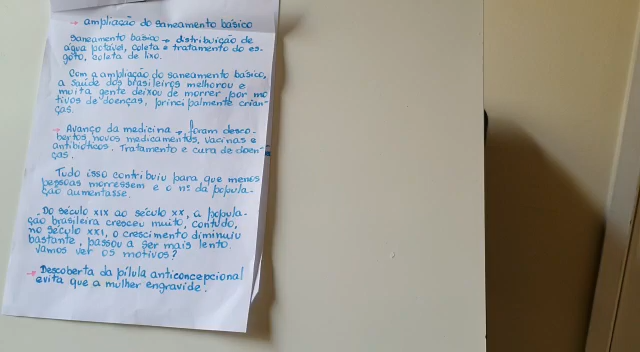 → ampliação do saneamento básico
saneamento básico → distribuição de
água potável, coleta e tratamento do es-
goto, coleta de lixo.
Com a ampliação do saneamento básico,
a saúde dos brasileiros melhorou e
muita gente deixou de morrer por mo
tivos de doenças, principalmente crian-
ças.
→ Avanço da medicina → foram desco-
bertos novos medicamentos, vacinas e
antibióticos. Tratamento e cura de doen-
ças.
Tudo isso contribuiu para que menos
pessoas morressem e o nº da popula-
ção aumentasse.
Do século XIX ao século XX, a popula-
ção brasileira cresceu muito, contudo,
no século XXI, o crescimento diminuiu
bastante, passou a ser mais lento.
Vamos ver os motivos?
→ Descoberta da pílula anticoncepcional
evita que a mulher engravide!